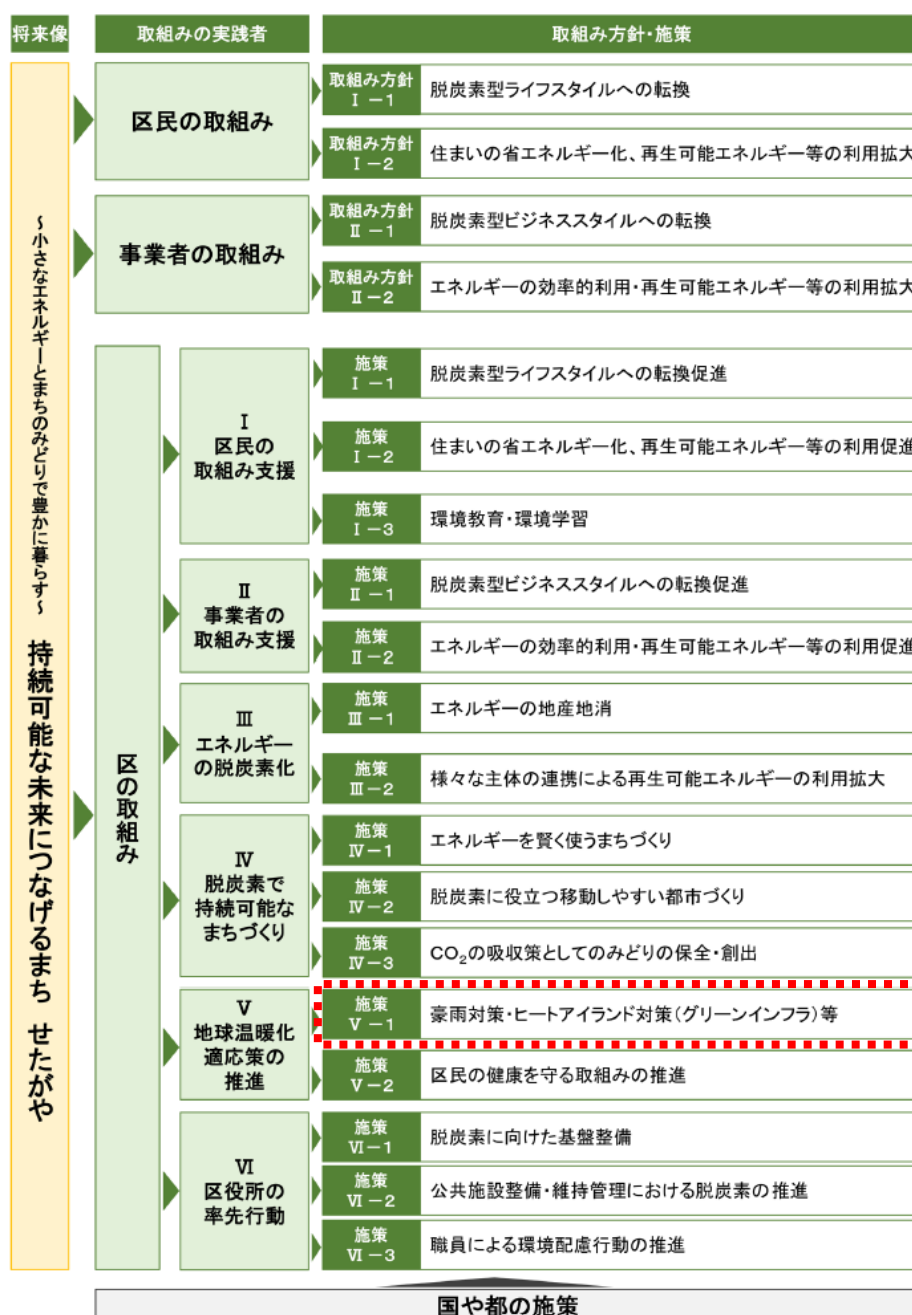 将来像
取組みの実践者
取組み方針・施策
～小さなエネルギーとまちのみどりで豊かに暮らす～ 持続可能な未来につなげるまち せたがや
区民の取組み
取組み方針
Ⅰ－1
脱炭素型ライフスタイルへの転換
取組み方針
Ⅰ－2
住まいの省エネルギー化、再生可能エネルギー等の利用拡大
事業者の取組み
取組み方針
Ⅱ－1
脱炭素型ビジネススタイルへの転換
取組み方針
Ⅱ－2
エネルギーの効率的利用・再生可能エネルギー等の利用拡大
区の取組み
Ⅰ
区民の
取組み支援
施策
Ⅰ－1
脱炭素型ライフスタイルへの転換促進
施策
Ⅰ－2
住まいの省エネルギー化、再生可能エネルギー等の利用促進
施策
Ⅰ－3
環境教育・環境学習
Ⅱ
事業者の
取組み支援
施策
Ⅱ－1
脱炭素型ビジネススタイルへの転換促進
施策
Ⅱ－2
エネルギーの効率的利用・再生可能エネルギー等の利用促進
Ⅲ
エネルギー
の脱炭素化
施策
Ⅲ－1
エネルギーの地産地消
施策
Ⅲ－2
様々な主体の連携による再生可能エネルギーの利用拡大
Ⅳ
脱炭素で
持続可能な
まちづくり
施策
Ⅳ－1
エネルギーを賢く使うまちづくり
施策
Ⅳ－2
脱炭素に役立つ移動しやすい都市づくり
施策
Ⅳ－3
CO₂の吸収策としてのみどりの保全・創出
Ⅴ
地球温暖化
適応策の
推進
施策
Ⅴ－1
豪雨対策・ヒートアイランド対策(グリーンインフラ)等
施策
Ⅴ－2
区民の健康を守る取組みの推進
Ⅵ
区役所の
率先行動
施策
Ⅵ－1
脱炭素に向けた基盤整備
施策
Ⅵ－2
公共施設整備・維持管理における脱炭素の推進
施策
Ⅵ－3
職員による環境配慮行動の推進
国や都の施策